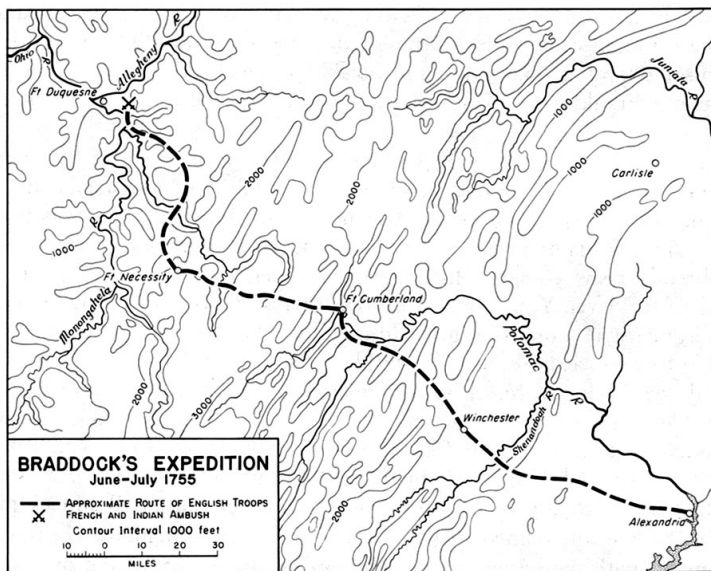 Ohio R
Allegheny R
Ft Duquesne
Juniata R
1000
1000
Carlisle
2000
2000
1000
1000
R
Ft Necessity
Monongahela
Ft Cumberland
Potomac
R
2000
3000
Winchester
Shenandoah R
2000
Alexandria
BRADDOCK'S EXPEDITION
June-July 1755
APPROXIMATE ROUTE OF ENGLISH TROOPS
FRENCH AND INDIAN AMBUSH
Contour Interval 1000 feet
10 0 10 20 30
MILES